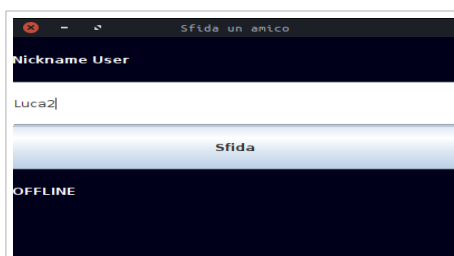 Sfida un amico
Nickname User
Luca2
Sfida
OFFLINE